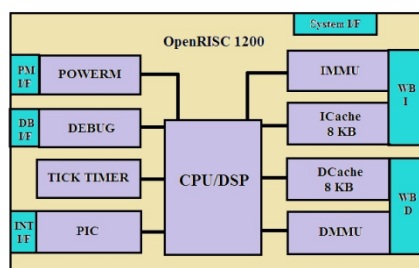 System I/F
OpenRISC 1200
PM
I/F
POWERM
IMMU
WB
I
DB
I/F
DEBUG
ICache
8 KB
CPU/DSP
TICK TIMER
DCache
8 KB
WB
D
INT
I/F
PIC
DMMU